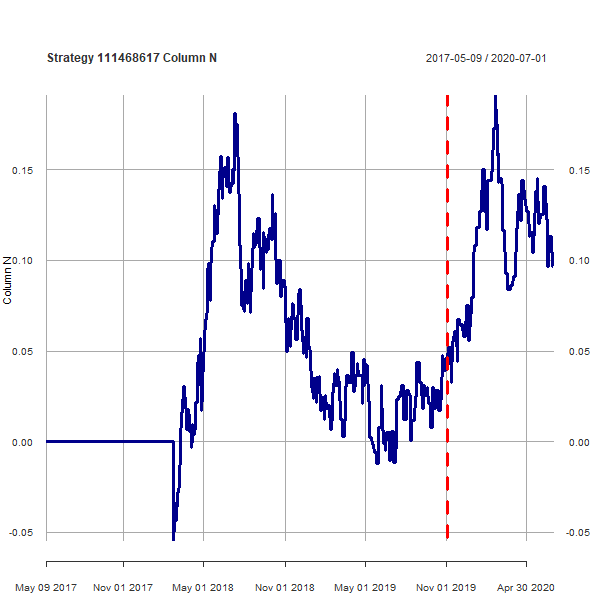 Strategy 111468617 Column N
2017-05-09 / 2020-07-01
Column N
0.15
0.10
0.05
0.00
-0.05
0.15
0.10
0.05
0.00
-0.05
May 09 2017
Nov 01 2017
May 01 2018
Nov 01 2018
May 01 2019
Nov 01 2019
Apr 30 2020